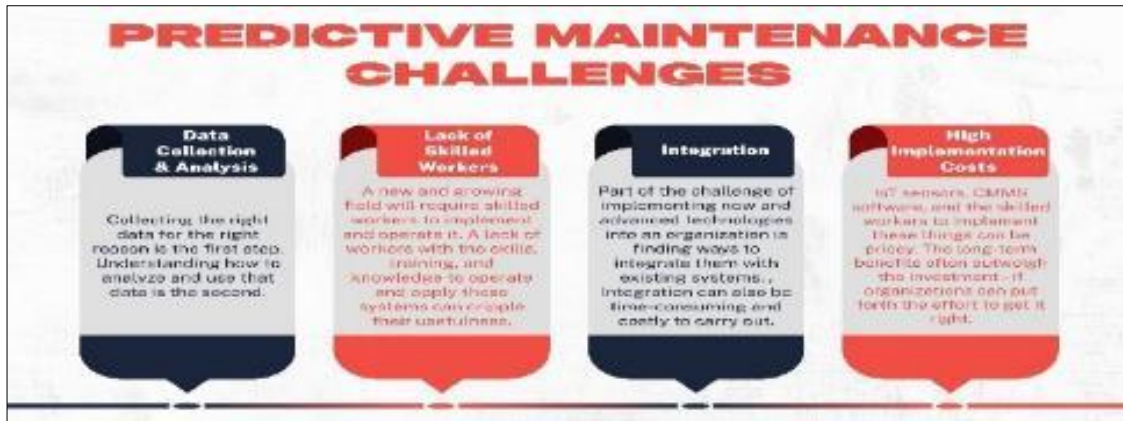 PREDICTIVE MAINTENANCE
CHALLENGES
Data
Collection
& Analysis
Collecting the right
data for the right
reason is the first step.
Understanding how to
analyze and use that
data is the second.
Lack of
Skilled
Workers
A new and growing
field will require skilled
workers to implement
and operate it. A lack of
workers with the skills,
training, and
knowledge to operate
and apply these
systems can cripple
their usefulness.
Integration
Part of the challenge of
implementing new and
advanced technologies
into an organization is
finding ways to
integrate them with
existing systems.,
Integration can also be
time-consuming and
costly to carry out.
High
Implementation
Costs
IoT sensors, CMMS
software, and the skilled
workers to implement
these things can be
pricey. The long-term
benefits often outweigh
the investment - if
organizations can put
forth the effort to get it
right.